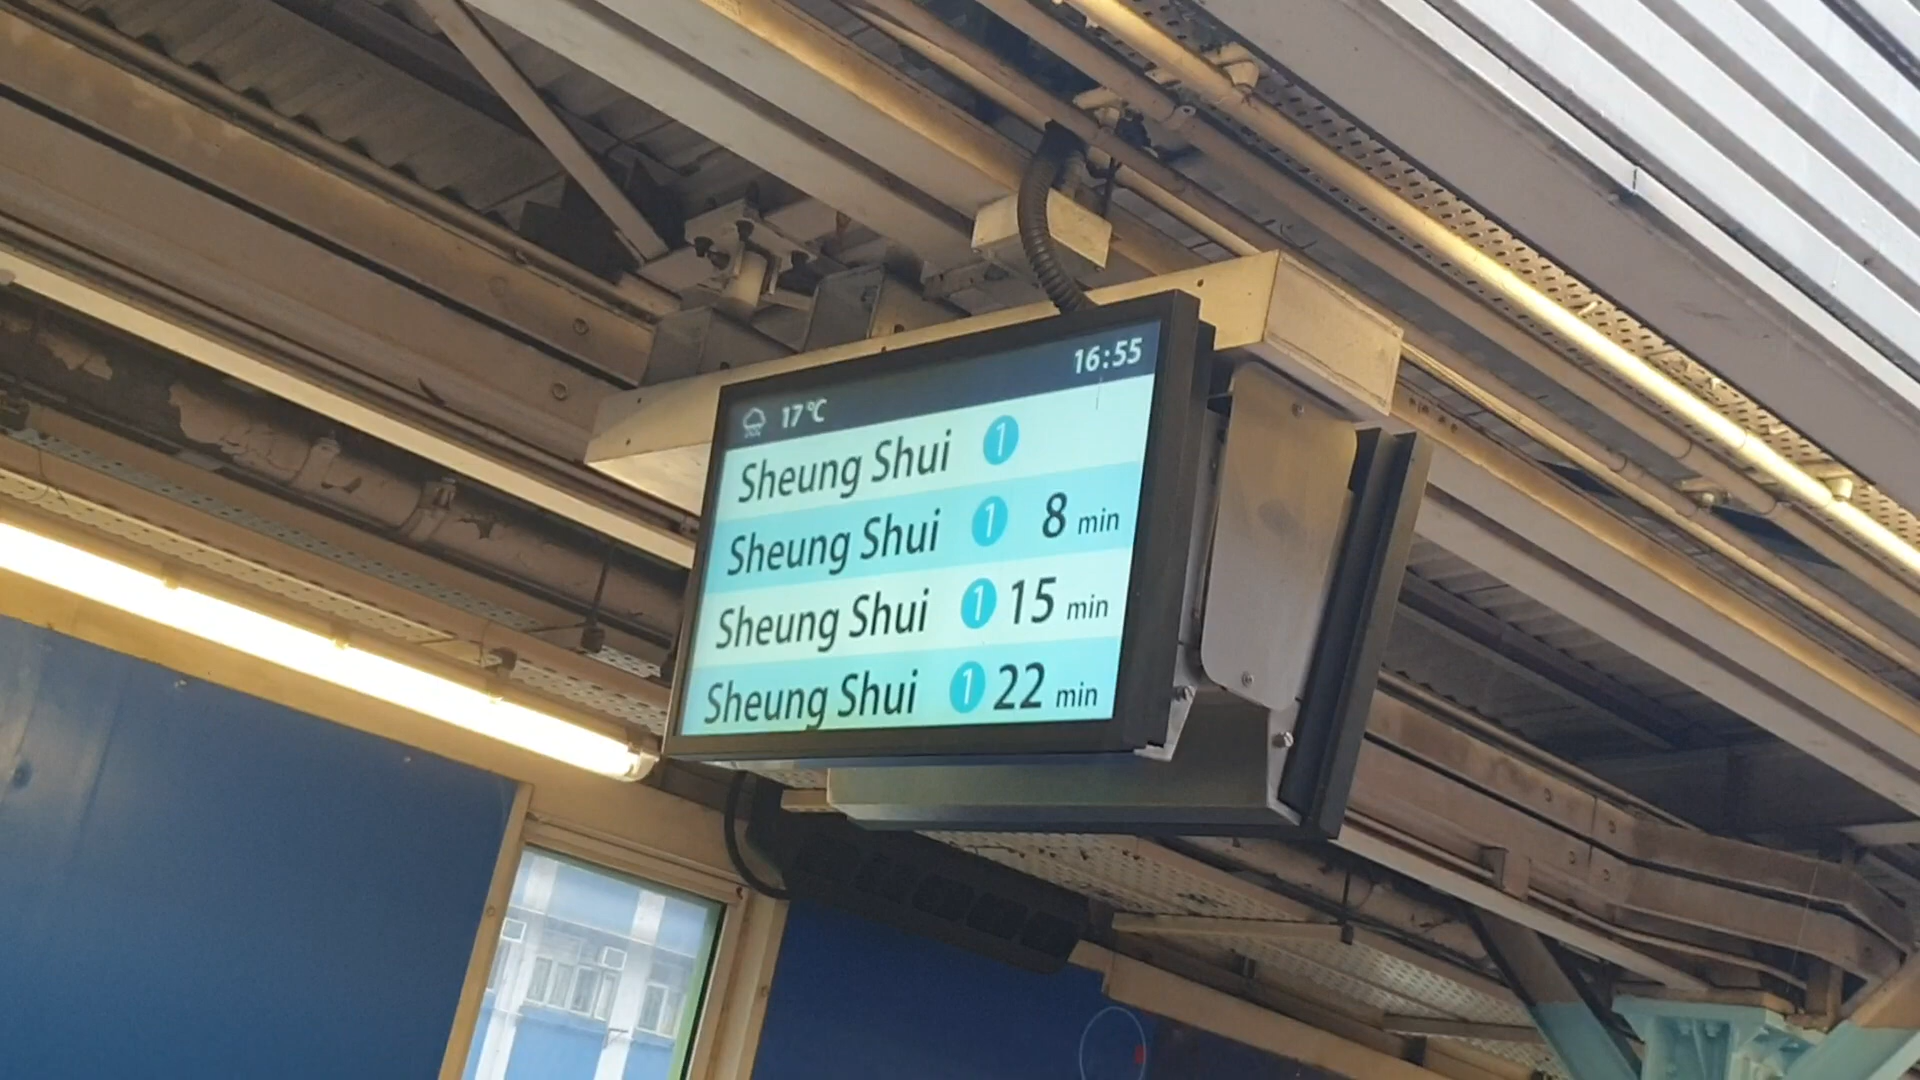 16:55
17°C
Sheung Shui 1
Sheung Shui 1 8 min
Sheung Shui 1 15 min
Sheung Shui 1 22 min